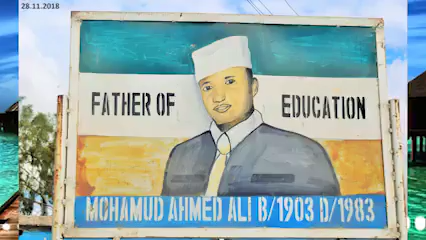 28.11.2018
FATHER OF EDUCATION
MOHAMUD AHMED ALI B/1903 D/1983